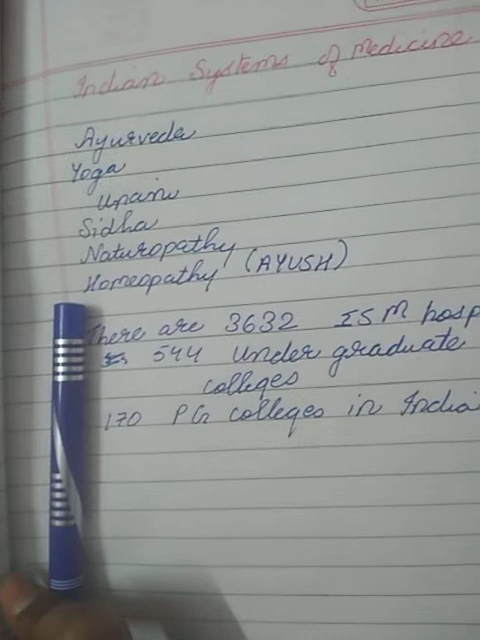 Indian Systems of Medicine
Ayurveda
Yoga
Unani
Sidha
Naturopathy
Homeopathy (AYUSH)
There are 3632 ISM hosp
544 Under graduate
colleges
170 PG colleges in India